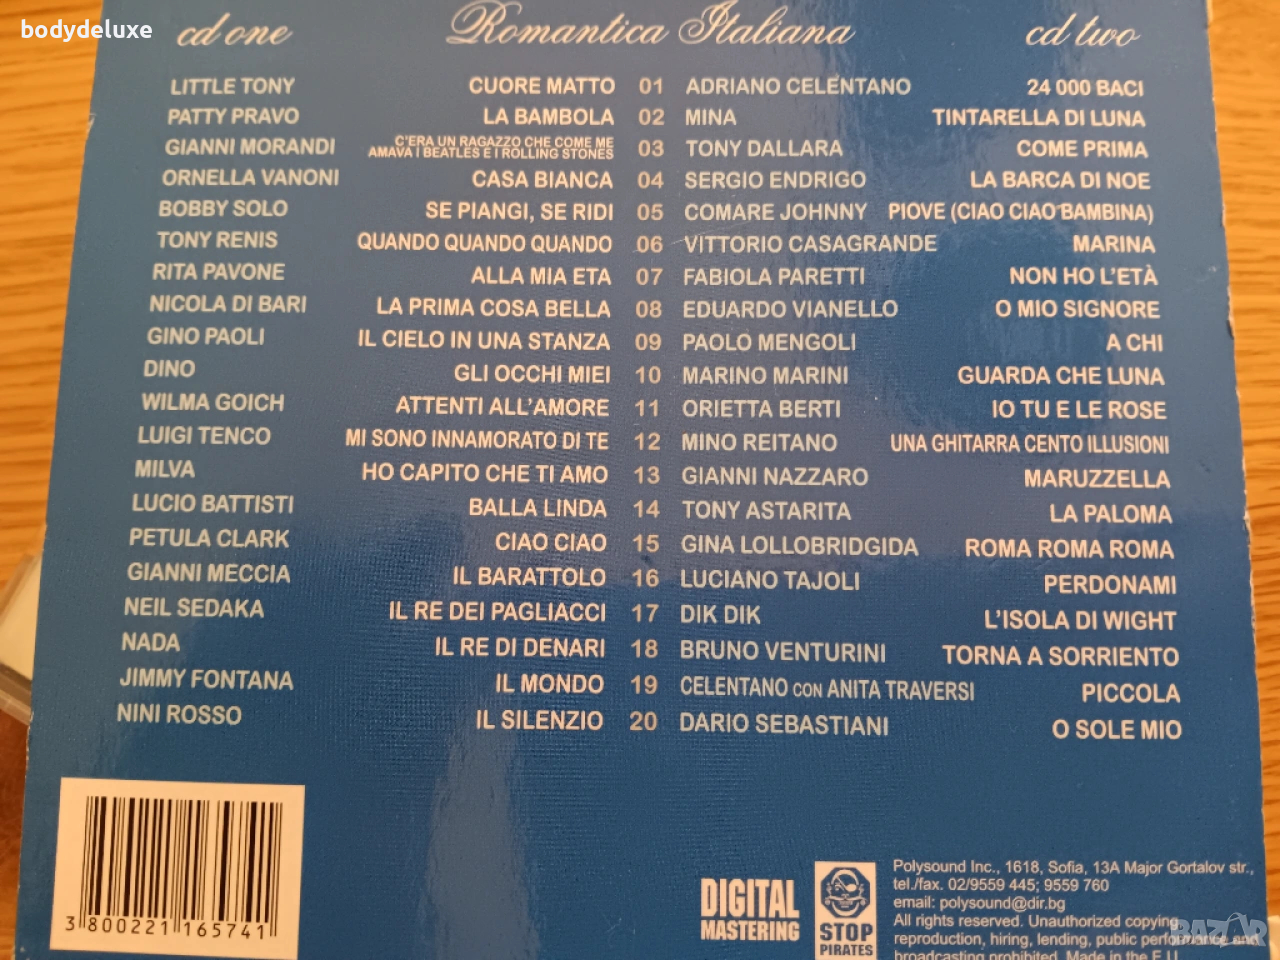 bodydeluxe
cd one Romantica Italiana cd two
LITTLE TONY CUORE MATTO 01 ADRIANO CELENTANO 24 000 BACI
PATTY PRAVO LA BAMBOLA 02 MINA TINTARELLA DI LUNA
GIANNI MORANDI C'ERA UN RAGAZZO CHE COME ME
AMAVA I BEATLES E I ROLLING STONES 03 TONY DALLARA COME PRIMA
ORNELLA VANONI CASA BIANCA 04 SERGIO ENDRIGO LA BARCA DI NOE
BOBBY SOLO SE PIANGI, SE RIDI 05 COMARE JOHNNY PIOVE (CIAO CIAO BAMBINA)
TONY RENIS QUANDO QUANDO QUANDO 06 VITTORIO CASAGRANDE MARINA
RITA PAVONE ALLA MIA ETA 07 FABIOLA PARETTI NON HO L'ETÀ
NICOLA DI BARI LA PRIMA COSA BELLA 08 EDUARDO VIANELLO O MIO SIGNORE
GINO PAOLI IL CIELO IN UNA STANZA 09 PAOLO MENGOLI A CHI
DINO GLI OCCHI MIEI 10 MARINO MARINI GUARDA CHE LUNA
WILMA GOICH ATTENTI ALL'AMORE 11 ORIETTA BERTI IO TU E LE ROSE
LUIGI TENCO MI SONO INNAMORATO DI TE 12 MINO REITANO UNA GHITARRA CENTO ILLUSIONI
MILVA HO CAPITO CHE TI AMO 13 GIANNI NAZZARO MARUZZELLA
LUCIO BATTISTI BALLA LINDA 14 TONY ASTARITA LA PALOMA
PETULA CLARK CIAO CIAO 15 GINA LOLLOBRIDGIDA ROMA ROMA ROMA
GIANNI MECCIA IL BARATTOLO 16 LUCIANO TAJOLI PERDONAMI
NEIL SEDAKA IL RE DEI PAGLIACCI 17 DIK DIK L'ISOLA DI WIGHT
NADA IL RE DI DENARI 18 BRUNO VENTURINI TORNA A SORRIENTO
JIMMY FONTANA IL MONDO 19 CELENTANO CON ANITA TRAVERSI PICCOLA
NINI ROSSO IL SILENZIO 20 DARIO SEBASTIANI O SOLE MIO
3 800221 165741
DIGITAL
MASTERING
STOP
PIRATES
Polysound Inc., 1618, Sofia, 13A Major Gortalov str.,
tel./fax. 02/9559 445; 9559 760
email: polysound@dir.bg
All rights reserved. Unauthorized copying,
reproduction, hiring, lending, public performance and
broadcasting prohibited. Made in the E.U.
BAZAR